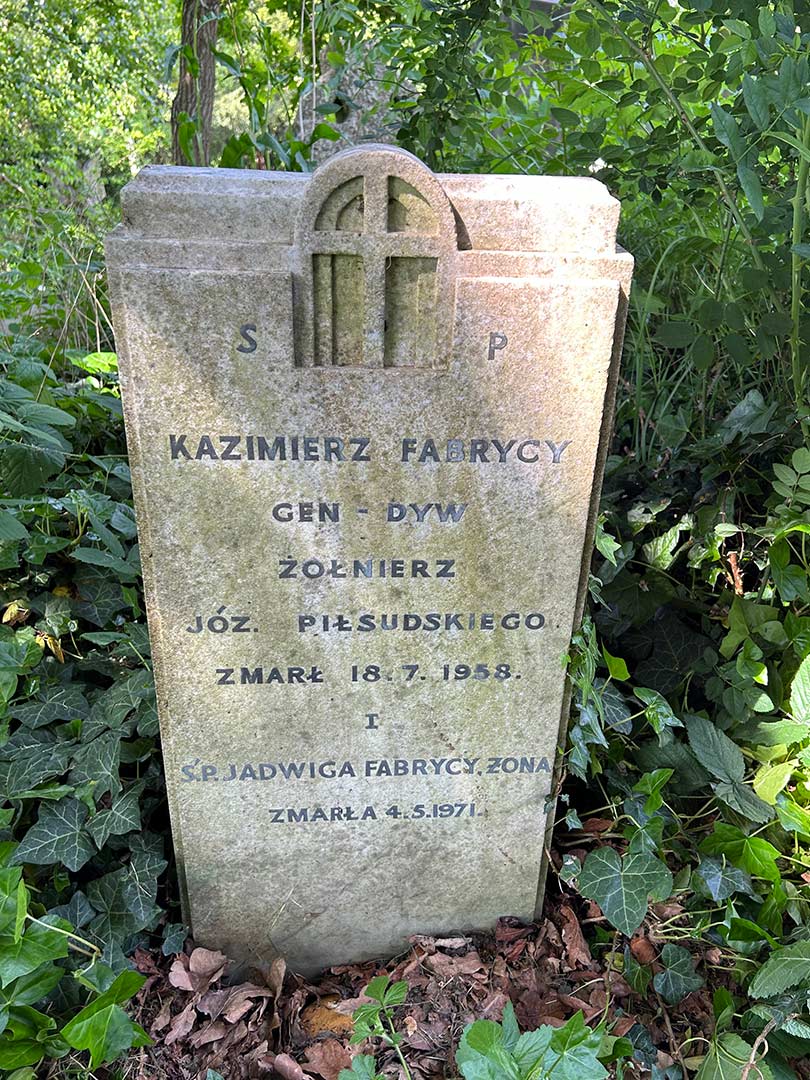 S P
KAZIMIERZ FABRYCY
GEN - DYW
ŻOŁNIERZ
JÓZ. PIŁSUDSKIEGO
ZMARŁ 18.7.1958.
I
Ś.P. JADWIGA FABRYCY, ŻONA
ZMARŁA 4.5.1971.